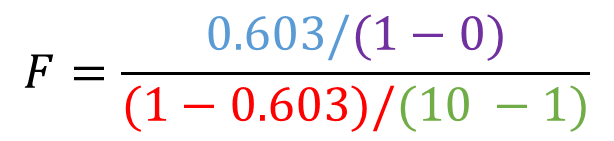 F = 0.603/(1 − 0)
(1 − 0.603)/(10 − 1)